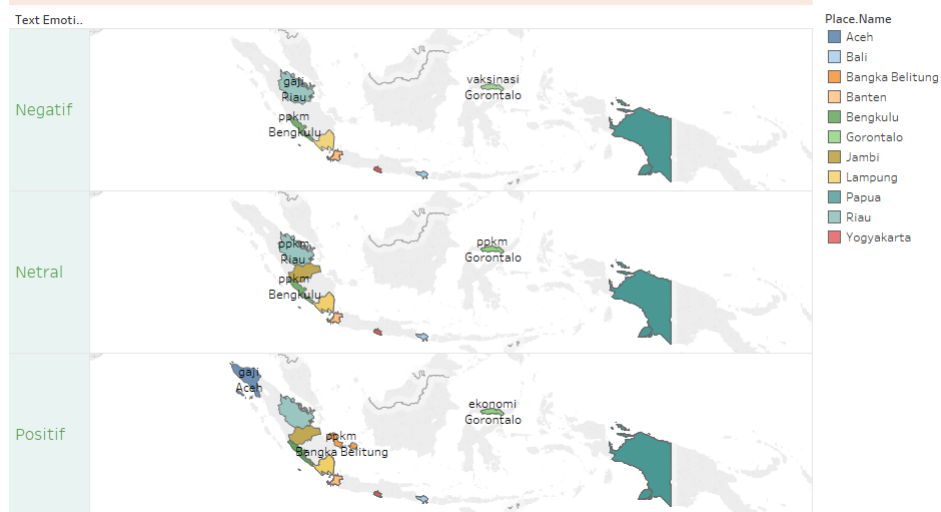 Text Emoti..
Place.Name
Aceh
Bali
Bangka Belitung
Banten
Bengkulu
Gorontalo
Jambi
Lampung
Papua
Riau
Yogyakarta
Negatif
gaji
Riau
ppkm
Bengkulu
vaksinasi
Gorontalo
Netral
ppkm
Riau
ppkm
Bengkulu
ppkm
Gorontalo
Positif
gaji
Aceh
ppkm
Bangka Belitung
ekonomi
Gorontalo